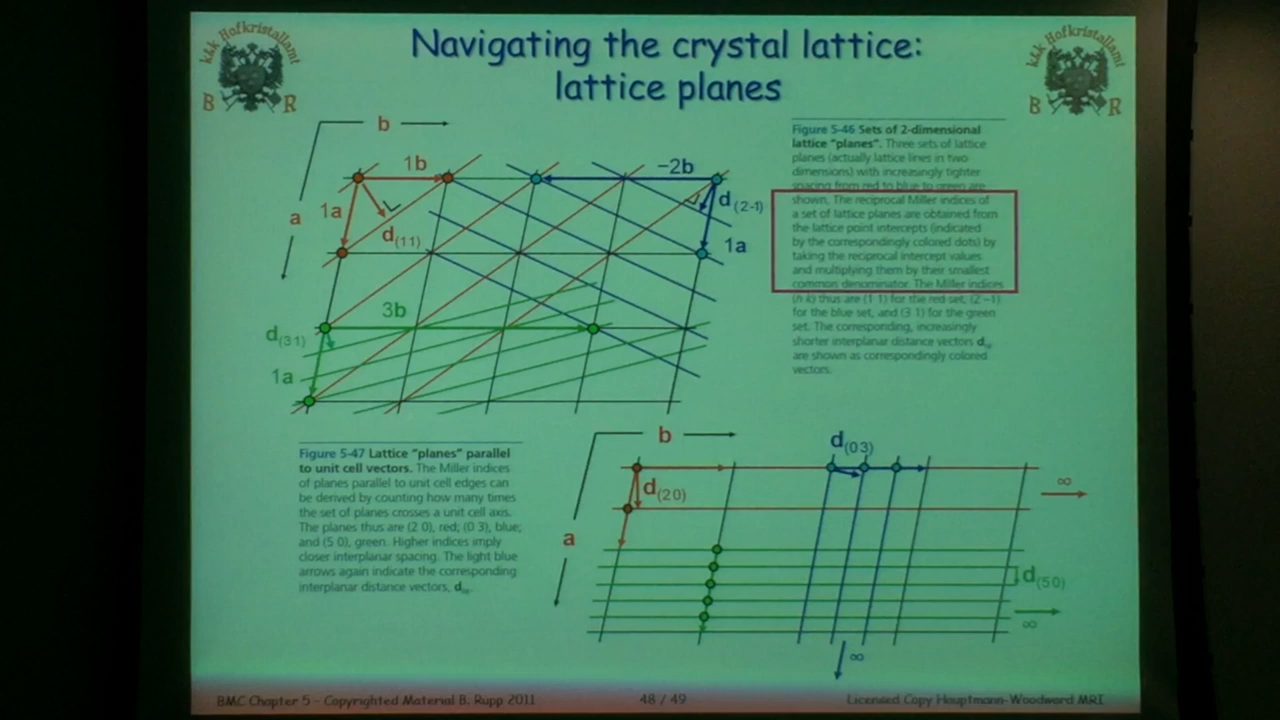 kkk Hofkristallamt
B R
Navigating the crystal lattice:
lattice planes
kkk Hofkristallamt
B R
b
1b
−2b
a
1a
d(11)
d(2-1)
1a
3b
d(31)
1a
Figure 5-46 Sets of 2-dimensional
lattice "planes". Three sets of lattice
planes (actually lattice lines in two
dimensions) with increasingly tighter
spacing from red to blue to green are
shown. The reciprocal Miller indices of
a set of lattice planes are obtained from
the lattice point intercepts (indicated
by the correspondingly colored dots) by
taking the reciprocal intercept values
and multiplying them by their smallest
common denominator. The Miller indices
(h k) thus are (1 1) for the red set, (2 −1)
for the blue set, and (3 1) for the green
set. The corresponding, increasingly
shorter interplanar distance vectors d
are shown as correspondingly colored
vectors.
Figure 5-47 Lattice "planes" parallel
to unit cell vectors. The Miller indices
of planes parallel to unit cell edges can
be derived by counting how many times
the set of planes crosses a unit cell axis.
The planes thus are (2 0), red; (0 3), blue;
and (5 0), green. Higher indices imply
closer interplanar spacing. The light blue
arrows again indicate the corresponding
interplanar distance vectors, d
b
d(03)
d(20)
∞
a
d(50)
∞
∞
BMC Chapter 5 - Copyrighted Material B. Rupp 2011
48 / 49
Licensed Copy Hauptmann-Woodward MRI